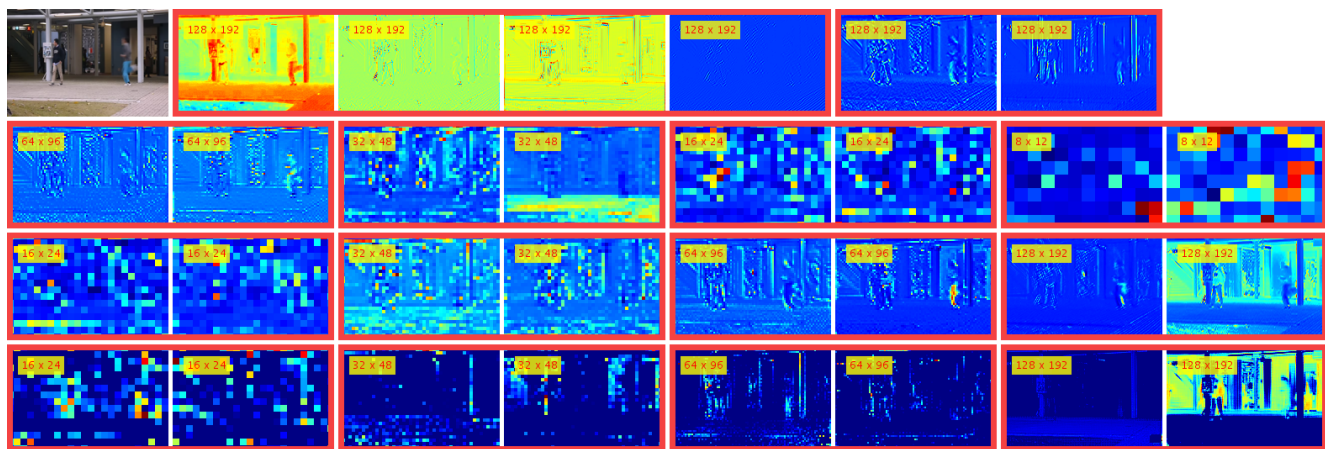 128 x 192 128 x 192 128 x 192 128 x 192 128 x 192 128 x 192
64 x 96 64 x 96 32 x 48 32 x 48 16 x 24 16 x 24 8 x 12 8 x 12
16 x 24 16 x 24 32 x 48 32 x 48 64 x 96 64 x 96 128 x 192 128 x 192
16 x 24 16 x 24 32 x 48 32 x 48 64 x 96 64 x 96 128 x 192 128 x 192